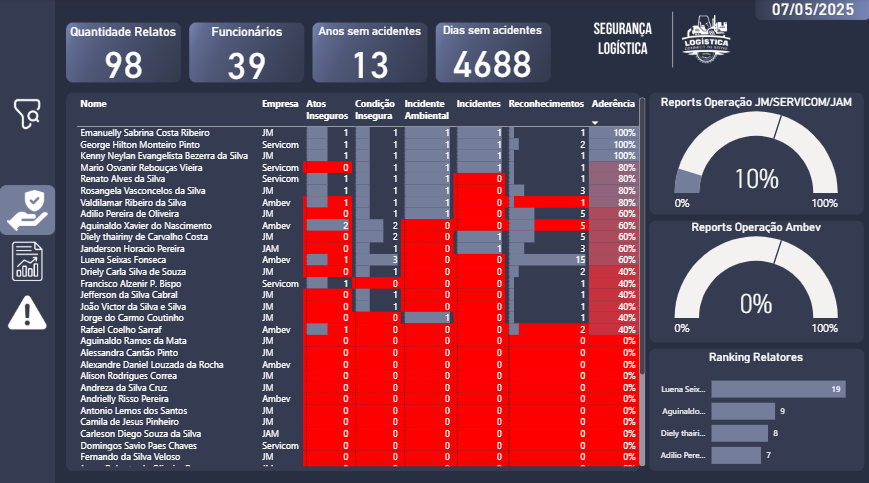 07/05/2025
Quantidade Relatos
98
Funcionários
39
Anos sem acidentes
13
Dias sem acidentes
4688
SEGURANÇA
LOGÍSTICA
LOGÍSTICA
Nome Empresa Atos Inseguros Condição Insegura Incidente Ambiental Incidentes Reconhecimentos Aderência
Emanuelly Sabrina Costa Ribeiro JM 1 1 1 1 1 100%
George Hilton Monteiro Pinto Servicom 1 1 1 1 2 100%
Kenny Neylan Evangelista Bezerra da Silva JM 1 1 1 1 1 100%
Mario Osvanir Rebouças Vieira Servicom 0 1 1 1 1 80%
Renato Alves da Silva Servicom 1 1 1 0 1 80%
Rosangela Vasconcelos da Silva JM 1 1 1 0 3 80%
Valdilamar Ribeiro da Silva Ambev 1 1 1 0 1 80%
Adilio Pereira de Oliveira JM 0 1 1 0 5 60%
Aguinaldo Xavier do Nascimento Ambev 2 2 0 0 5 60%
Diely thairiny de Carvalho Costa JM 0 2 0 1 5 60%
Janderson Horacio Pereira JAM 0 1 0 1 3 60%
Luena Seixas Fonseca Ambev 1 3 0 0 15 60%
Driely Carla Silva de Souza JM 0 1 0 0 2 40%
Francisco Alzenir P. Bispo Servicom 1 0 0 0 1 40%
Jefferson da Silva Cabral JM 0 1 0 0 1 40%
João Victor da Silva e Silva JM 0 1 0 0 1 40%
Jorge do Carmo Coutinho JM 0 0 1 0 1 40%
Rafael Coelho Sarraf Ambev 1 0 0 0 2 40%
Aguinaldo Ramos da Mata JM 0 0 0 0 0 0%
Alessandra Cantão Pinto JM 0 0 0 0 0 0%
Alexandre Daniel Louzada da Rocha Ambev 0 0 0 0 0 0%
Alison Rodrigues Correa JM 0 0 0 0 0 0%
Andreza da Silva Cruz JM 0 0 0 0 0 0%
Andrielly Risso Pereira Ambev 0 0 0 0 0 0%
Antonio Lemos dos Santos JM 0 0 0 0 0 0%
Camila de Jesus Pinheiro JM 0 0 0 0 0 0%
Carleson Diego Souza da Silva JAM 0 0 0 0 0 0%
Domingos Savio Paes Chaves Servicom 0 0 0 0 0 0%
Fernando da Silva Veloso JM 0 0 0 0 0 0%
Reports Operação JM/SERVICOM/JAM
10%
0% 100%
Reports Operação Ambev
0%
0% 100%
Ranking Relatores
Luena Seix... 19
Aguinaldo... 9
Diely thairi... 8
Adilio Pere... 7